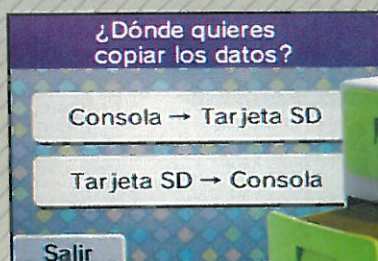 ¿Dónde quieres
copiar los datos?
Consola → Tarjeta SD
Tarjeta SD → Consola
Salir